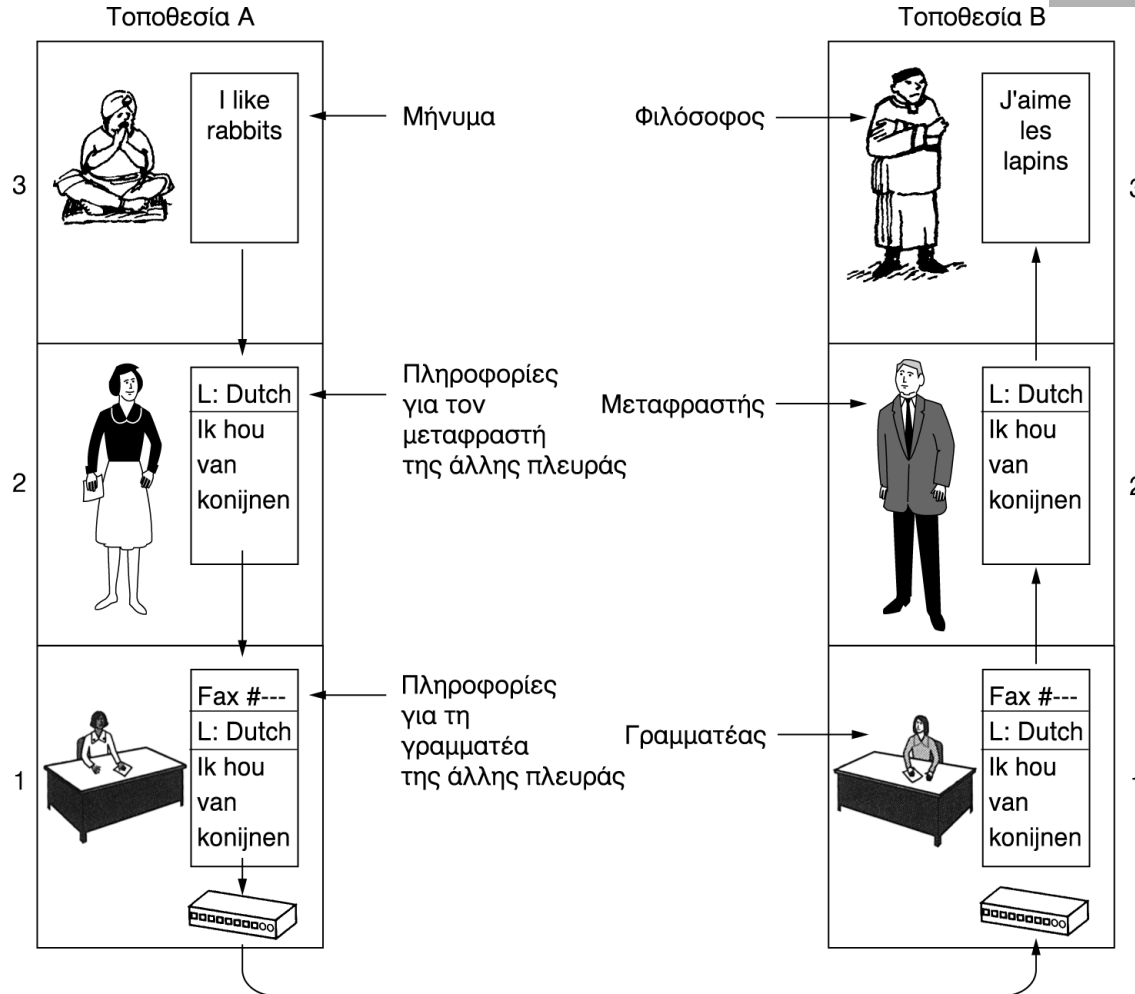 Τοποθεσία A
Τοποθεσία B
I like
rabbits
Μήνυμα
Φιλόσοφος
J'aime
les
lapins
3
3
L: Dutch
Ik hou
van
konijnen
Πληροφορίες
για τον
μεταφραστή
της άλλης πλευράς
Μεταφραστής
L: Dutch
Ik hou
van
konijnen
2
2
Fax #---
L: Dutch
Ik hou
van
konijnen
Πληροφορίες
για τη
γραμματέα
της άλλης πλευράς
Γραμματέας
Fax #---
L: Dutch
Ik hou
van
konijnen
1